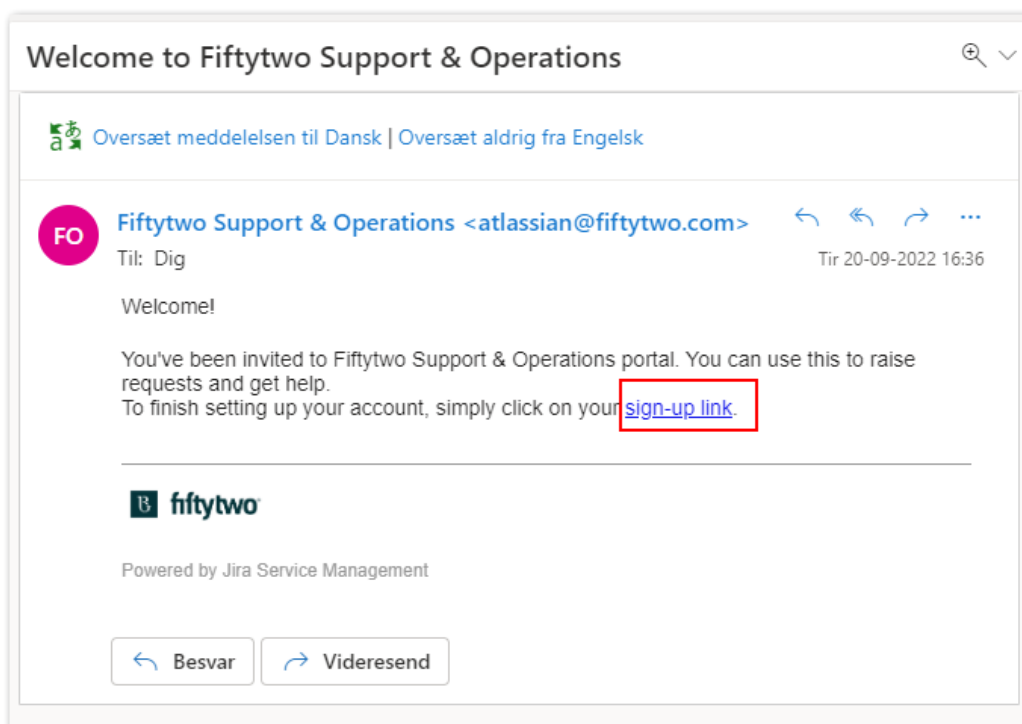 Welcome to Fiftytwo Support & Operations
Oversæt meddelelsen til Dansk | Oversæt aldrig fra Engelsk
FO
Fiftytwo Support & Operations <atlassian@fiftytwo.com>
Til: Dig
Tir 20-09-2022 16:36
Welcome!
You've been invited to Fiftytwo Support & Operations portal. You can use this to raise
requests and get help.
To finish setting up your account, simply click on your sign-up link.
fiftytwo
Powered by Jira Service Management
Besvar
Videresend